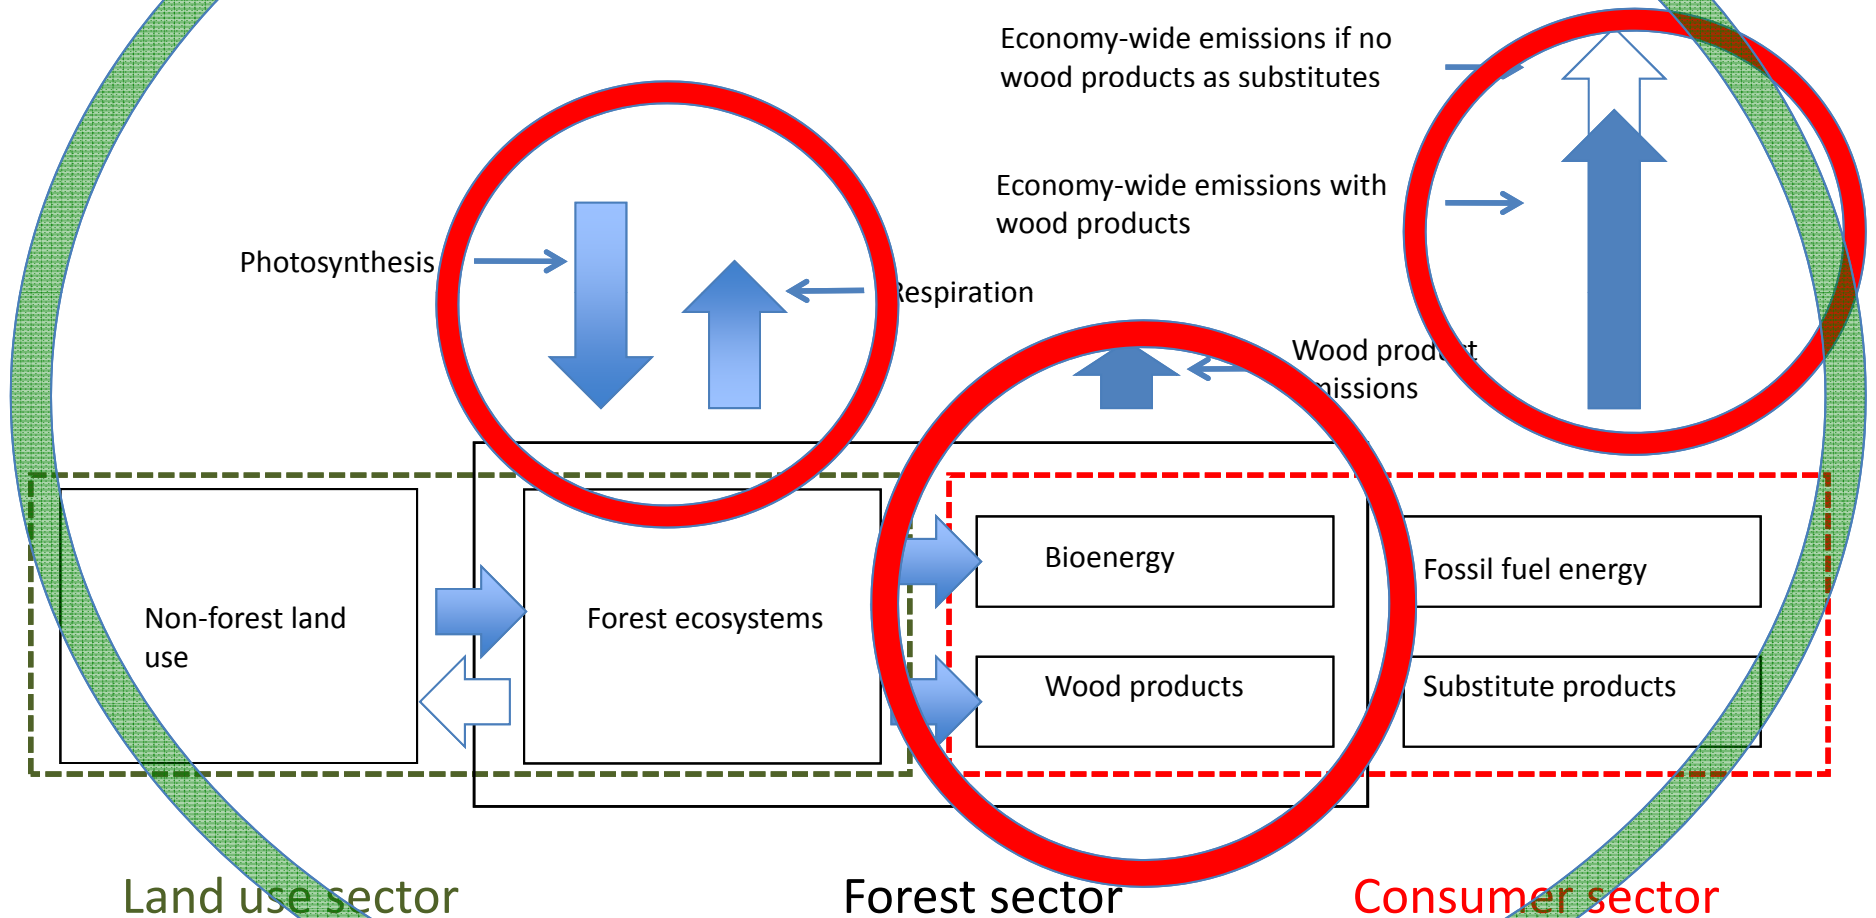 Economy-wide emissions if no
wood products as substitutes
Economy-wide emissions with
wood products
Photosynthesis
Respiration
Wood product
emissions
Bioenergy
Fossil fuel energy
Non-forest land
use
Forest ecosystems
Wood products
Substitute products
Land use sector
Forest sector
Consumer sector